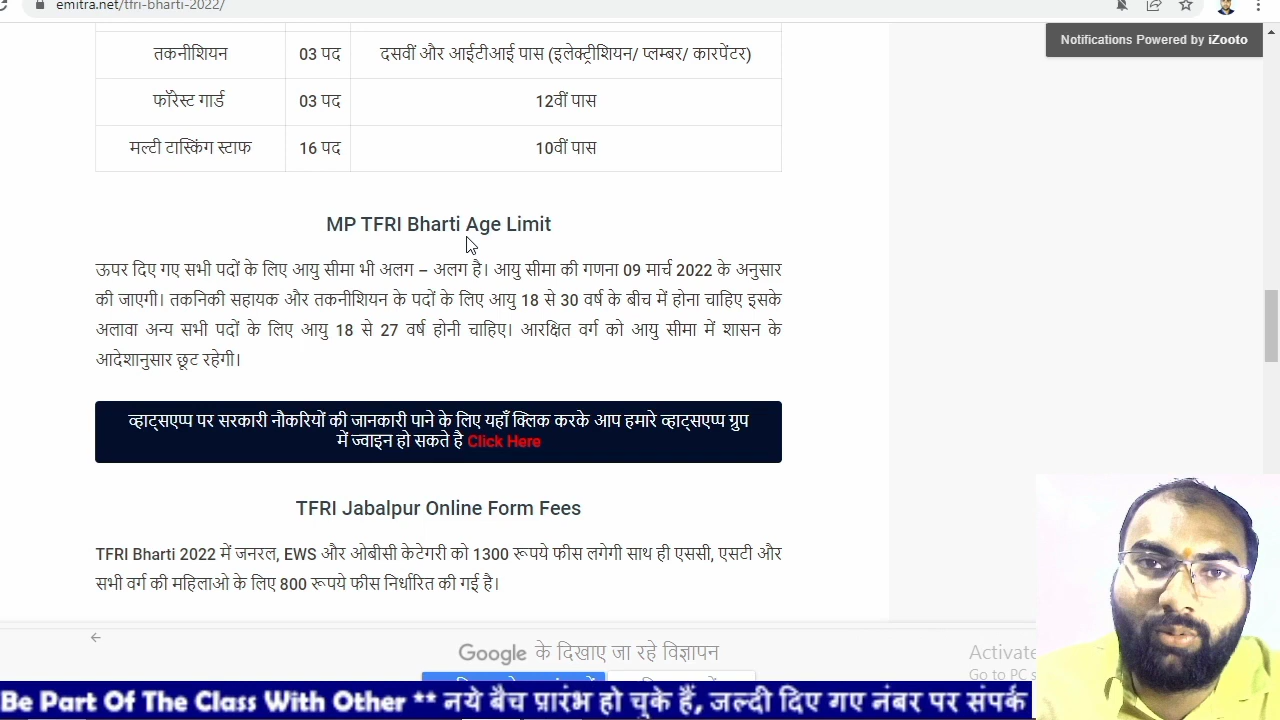 emitra.net/tfri-bharti-2022/
Notifications Powered by iZooto
तकनीशियन 03 पद दसवीं और आईटीआई पास (इलेक्ट्रीशियन/ प्लम्बर/ कारपेंटर)
फॉरेस्ट गार्ड 03 पद 12वीं पास
मल्टी टास्किंग स्टाफ 16 पद 10वीं पास
MP TFRI Bharti Age Limit
ऊपर दिए गए सभी पदों के लिए आयु सीमा भी अलग – अलग है। आयु सीमा की गणना 09 मार्च 2022 के अनुसार
की जाएगी। तकनिकी सहायक और तकनीशियन के पदों के लिए आयु 18 से 30 वर्ष के बीच में होना चाहिए इसके
अलावा अन्य सभी पदों के लिए आयु 18 से 27 वर्ष होनी चाहिए। आरक्षित वर्ग को आयु सीमा में शासन के
आदेशानुसार छूट रहेगी।
व्हाट्सएप्प पर सरकारी नौकरियों की जानकारी पाने के लिए यहाँ क्लिक करके आप हमारे व्हाट्सएप्प ग्रुप
में ज्वाइन हो सकते है Click Here
TFRI Jabalpur Online Form Fees
TFRI Bharti 2022 में जनरल, EWS और ओबीसी केटेगरी को 1300 रूपये फीस लगेगी साथ ही एससी, एसटी और
सभी वर्ग की महिलाओ के लिए 800 रूपये फीस निर्धारित की गई है।
Google के दिखाए जा रहे विज्ञापन
Activate
Go to PC s
Be Part Of The Class With Other ** नये बैच प्रारंभ हो चुके हैं, जल्दी दिए गए नंबर पर संपर्क